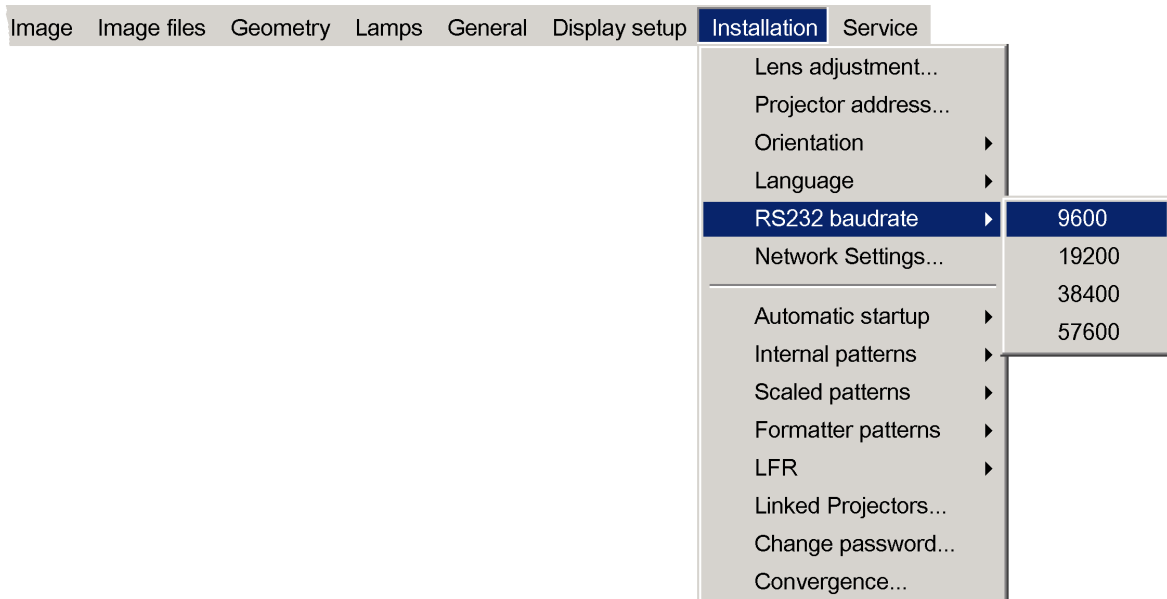 Image Image files Geometry Lamps General Display setup Installation Service
Lens adjustment...
Projector address...
Orientation
Language
RS232 baudrate
9600
19200
38400
57600
Network Settings...
Automatic startup
Internal patterns
Scaled patterns
Formatter patterns
LFR
Linked Projectors...
Change password...
Convergence...